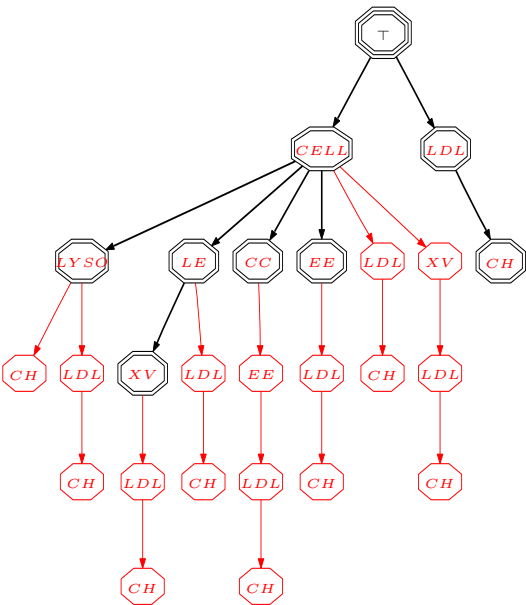 ⊤
CELL LDL
LYSO LE CC EE LDL XV CH
CH LDL XV LDL EE LDL CH LDL
CH LDL CH LDL CH CH
CH CH